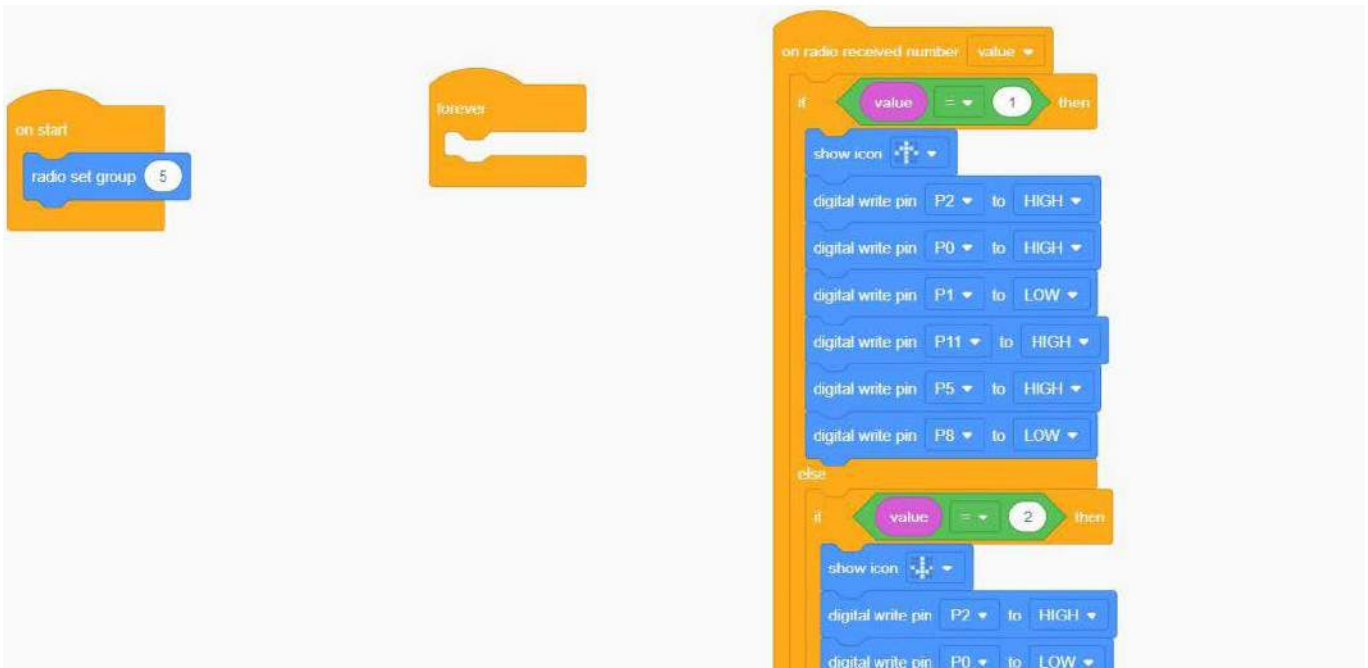 on start
radio set group 5
forever
on radio received number value
if value = 1 then
show icon
digital write pin P2 to HIGH
digital write pin P0 to HIGH
digital write pin P1 to LOW
digital write pin P11 to HIGH
digital write pin P5 to HIGH
digital write pin P8 to LOW
else
if value = 2 then
show icon
digital write pin P2 to HIGH
digital write pin P0 to LOW